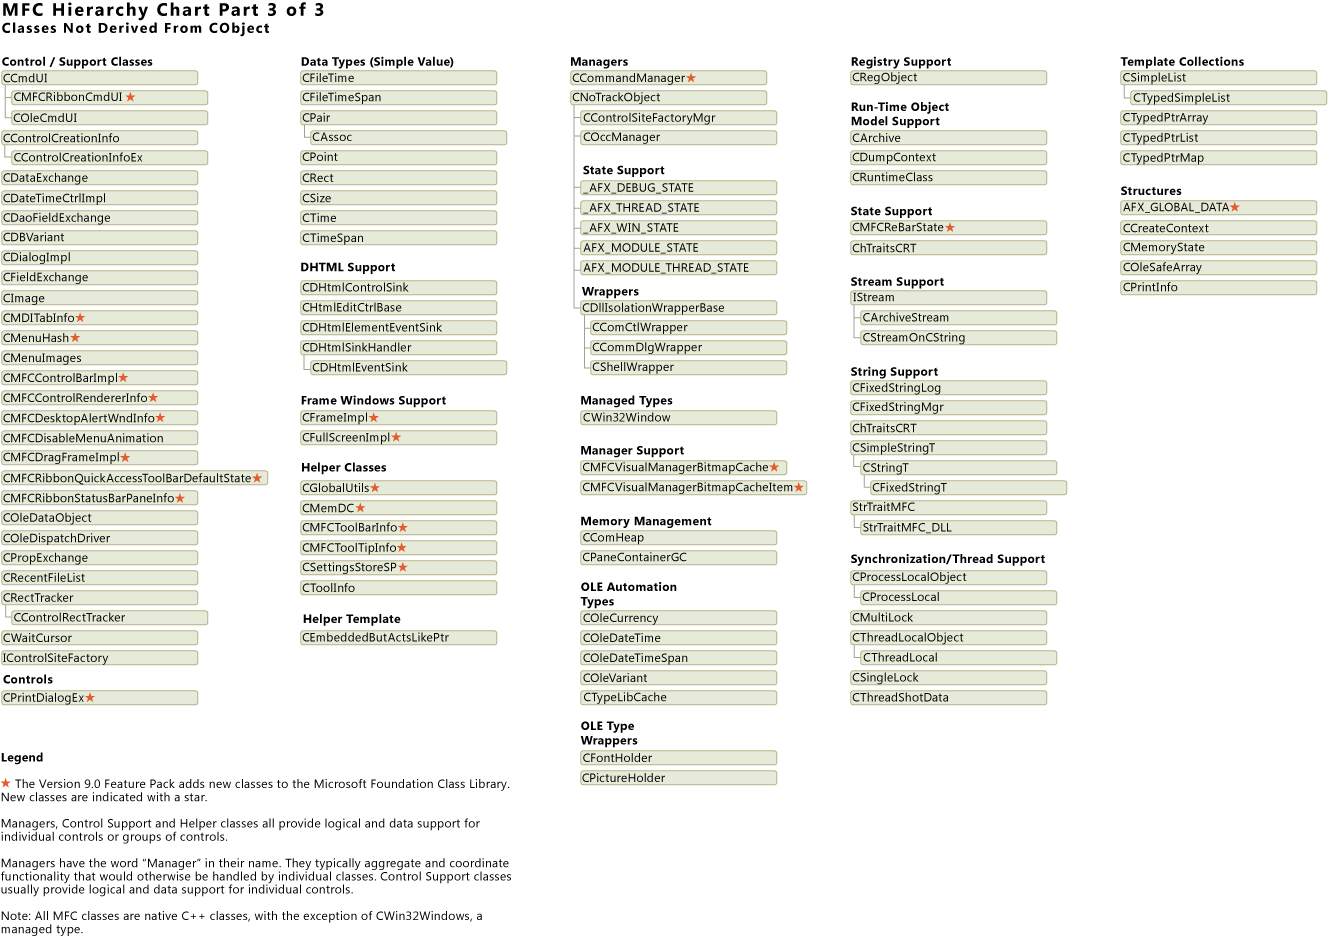 MFC Hierarchy Chart Part 3 of 3
Classes Not Derived From CObject
Control / Support Classes
CCmdUI
CMFCRibbonCmdUI ★
COleCmdUI
CControlCreationInfo
CControlCreationInfoEx
CDataExchange
CDateTimeCtrlImpl
CDaoFieldExchange
CDBVariant
CDialogImpl
CFieldExchange
CImage
CMDITabInfo★
CMenuHash★
CMenuImages
CMFCControlBarImpl★
CMFCControlRendererInfo★
CMFCDesktopAlertWndInfo★
CMFCDisableMenuAnimation
CMFCDragFrameImpl★
CMFCRibbonQuickAccessToolBarDefaultState★
CMFCRibbonStatusBarPaneInfo★
COleDataObject
COleDispatchDriver
CPropExchange
CRecentFileList
CRectTracker
CControlRectTracker
CWaitCursor
IControlSiteFactory
Controls
CPrintDialogEx★
Data Types (Simple Value)
CFileTime
CFileTimeSpan
CPair
CAssoc
CPoint
CRect
CSize
CTime
CTimeSpan
DHTML Support
CDHtmlControlSink
CHtmlEditCtrlBase
CDHtmlElementEventSink
CDHtmlSinkHandler
CDHtmlEventSink
Frame Windows Support
CFrameImpl★
CFullScreenImpl★
Helper Classes
CGlobalUtils★
CMemDC★
CMFCToolBarInfo★
CMFCToolTipInfo★
CSettingsStoreSP★
CToolInfo
Helper Template
CEmbeddedButActsLikePtr
Managers
CCommandManager★
CNoTrackObject
CControlSiteFactoryMgr
COccManager
State Support
_AFX_DEBUG_STATE
_AFX_THREAD_STATE
_AFX_WIN_STATE
AFX_MODULE_STATE
AFX_MODULE_THREAD_STATE
Wrappers
CDllIsolationWrapperBase
CComCtlWrapper
CCommDlgWrapper
CShellWrapper
Managed Types
CWin32Window
Manager Support
CMFCVisualManagerBitmapCache★
CMFCVisualManagerBitmapCacheItem★
Memory Management
CComHeap
CPaneContainerGC
OLE Automation
Types
COleCurrency
COleDateTime
COleDateTimeSpan
COleVariant
CTypeLibCache
OLE Type
Wrappers
CFontHolder
CPictureHolder
Registry Support
CRegObject
Run-Time Object
Model Support
CArchive
CDumpContext
CRuntimeClass
State Support
CMFCReBarState★
ChTraitsCRT
Stream Support
IStream
CArchiveStream
CStreamOnCString
String Support
CFixedStringLog
CFixedStringMgr
ChTraitsCRT
CSimpleStringT
CStringT
CFixedStringT
StrTraitMFC
StrTraitMFC_DLL
Synchronization/Thread Support
CProcessLocalObject
CProcessLocal
CMultiLock
CThreadLocalObject
CThreadLocal
CSingleLock
CThreadShotData
Template Collections
CSimpleList
CTypedSimpleList
CTypedPtrArray
CTypedPtrList
CTypedPtrMap
Structures
AFX_GLOBAL_DATA★
CCreateContext
CMemoryState
COleSafeArray
CPrintInfo
Legend
★ The Version 9.0 Feature Pack adds new classes to the Microsoft Foundation Class Library.
New classes are indicated with a star.
Managers, Control Support and Helper classes all provide logical and data support for
individual controls or groups of controls.
Managers have the word “Manager” in their name. They typically aggregate and coordinate
functionality that would otherwise be handled by individual classes. Control Support classes
usually provide logical and data support for individual controls.
Note: All MFC classes are native C++ classes, with the exception of CWin32Windows, a
managed type.